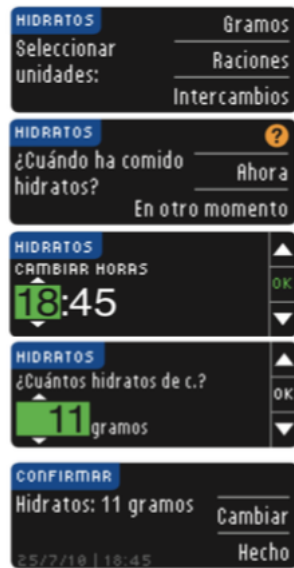 HIDRATOS
Gramos
Seleccionar
unidades:
Raciones
Intercambios
HIDRATOS
?
¿Cuándo ha comido
hidratos?
Ahora
En otro momento
HIDRATOS
CAMBIAR HORAS
18:45
OK
HIDRATOS
¿Cuántos hidratos de c.?
11 gramos
OK
CONFIRMAR
Hidratos: 11 gramos
Cambiar
25/7/10 | 18:45
Hecho